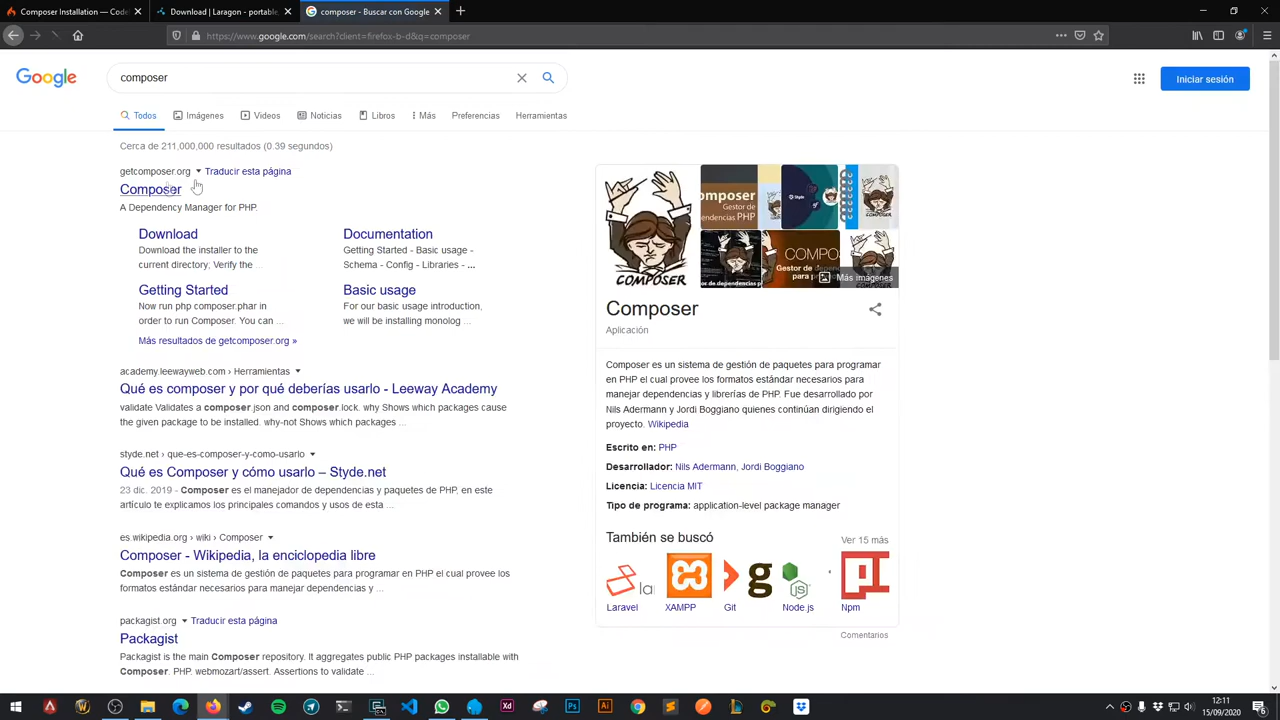 Composer Installation — Code
Download | Laragon - portable,
composer - Buscar con Google
https://www.google.com/search?client=firefox-b-d&q=composer
Google
composer
Iniciar sesión
Todos
Imágenes
Videos
Noticias
Libros
Más
Preferencias
Herramientas
Cerca de 211,000,000 resultados (0.39 segundos)
getcomposer.org
Traducir esta página
Composer
A Dependency Manager for PHP.
Download
Download the installer to the
current directory; Verify the ...
Documentation
Getting Started - Basic usage -
Schema - Config - Libraries - ...
Getting Started
Now run php composer.phar in
order to run Composer. You can ...
Basic usage
For our basic usage introduction,
we will be installing monolog ...
Más resultados de getcomposer.org »
academy.leewayweb.com › Herramientas
Qué es composer y por qué deberías usarlo - Leeway Academy
validate Validates a composer.json and composer.lock. why Shows which packages cause
the given package to be installed. why-not Shows which packages ...
styde.net › que-es-composer-y-como-usarlo
Qué es Composer y cómo usarlo – Styde.net
23 dic. 2019 - Composer es el manejador de dependencias y paquetes de PHP, en este
artículo te explicamos los principales comandos y usos de esta ...
es.wikipedia.org › wiki › Composer
Composer - Wikipedia, la enciclopedia libre
Composer es un sistema de gestión de paquetes para programar en PHP el cual provee los
formatos estándar necesarios para manejar dependencias y ...
packagist.org
Traducir esta página
Packagist
Packagist is the main Composer repository. It aggregates public PHP packages installable with
Composer. PHP. webmozart/assert. Assertions to validate ...
COMPOSER
omposer
Gestor de
ndencias PHP
Styde
COMPO
Gestor de depen
para
Más imágenes
Composer
Aplicación
Composer es un sistema de gestión de paquetes para programar
en PHP el cual provee los formatos estándar necesarios para
manejar dependencias y librerías de PHP. Fue desarrollado por
Nils Adermann y Jordi Boggiano quienes continúan dirigiendo el
proyecto. Wikipedia
Escrito en: PHP
Desarrollador: Nils Adermann, Jordi Boggiano
Licencia: Licencia MIT
Tipo de programa: application-level package manager
También se buscó
Ver 15 más
Laravel
XAMPP
Git
Node.js
Npm
Comentarios
12:11
15/09/2020